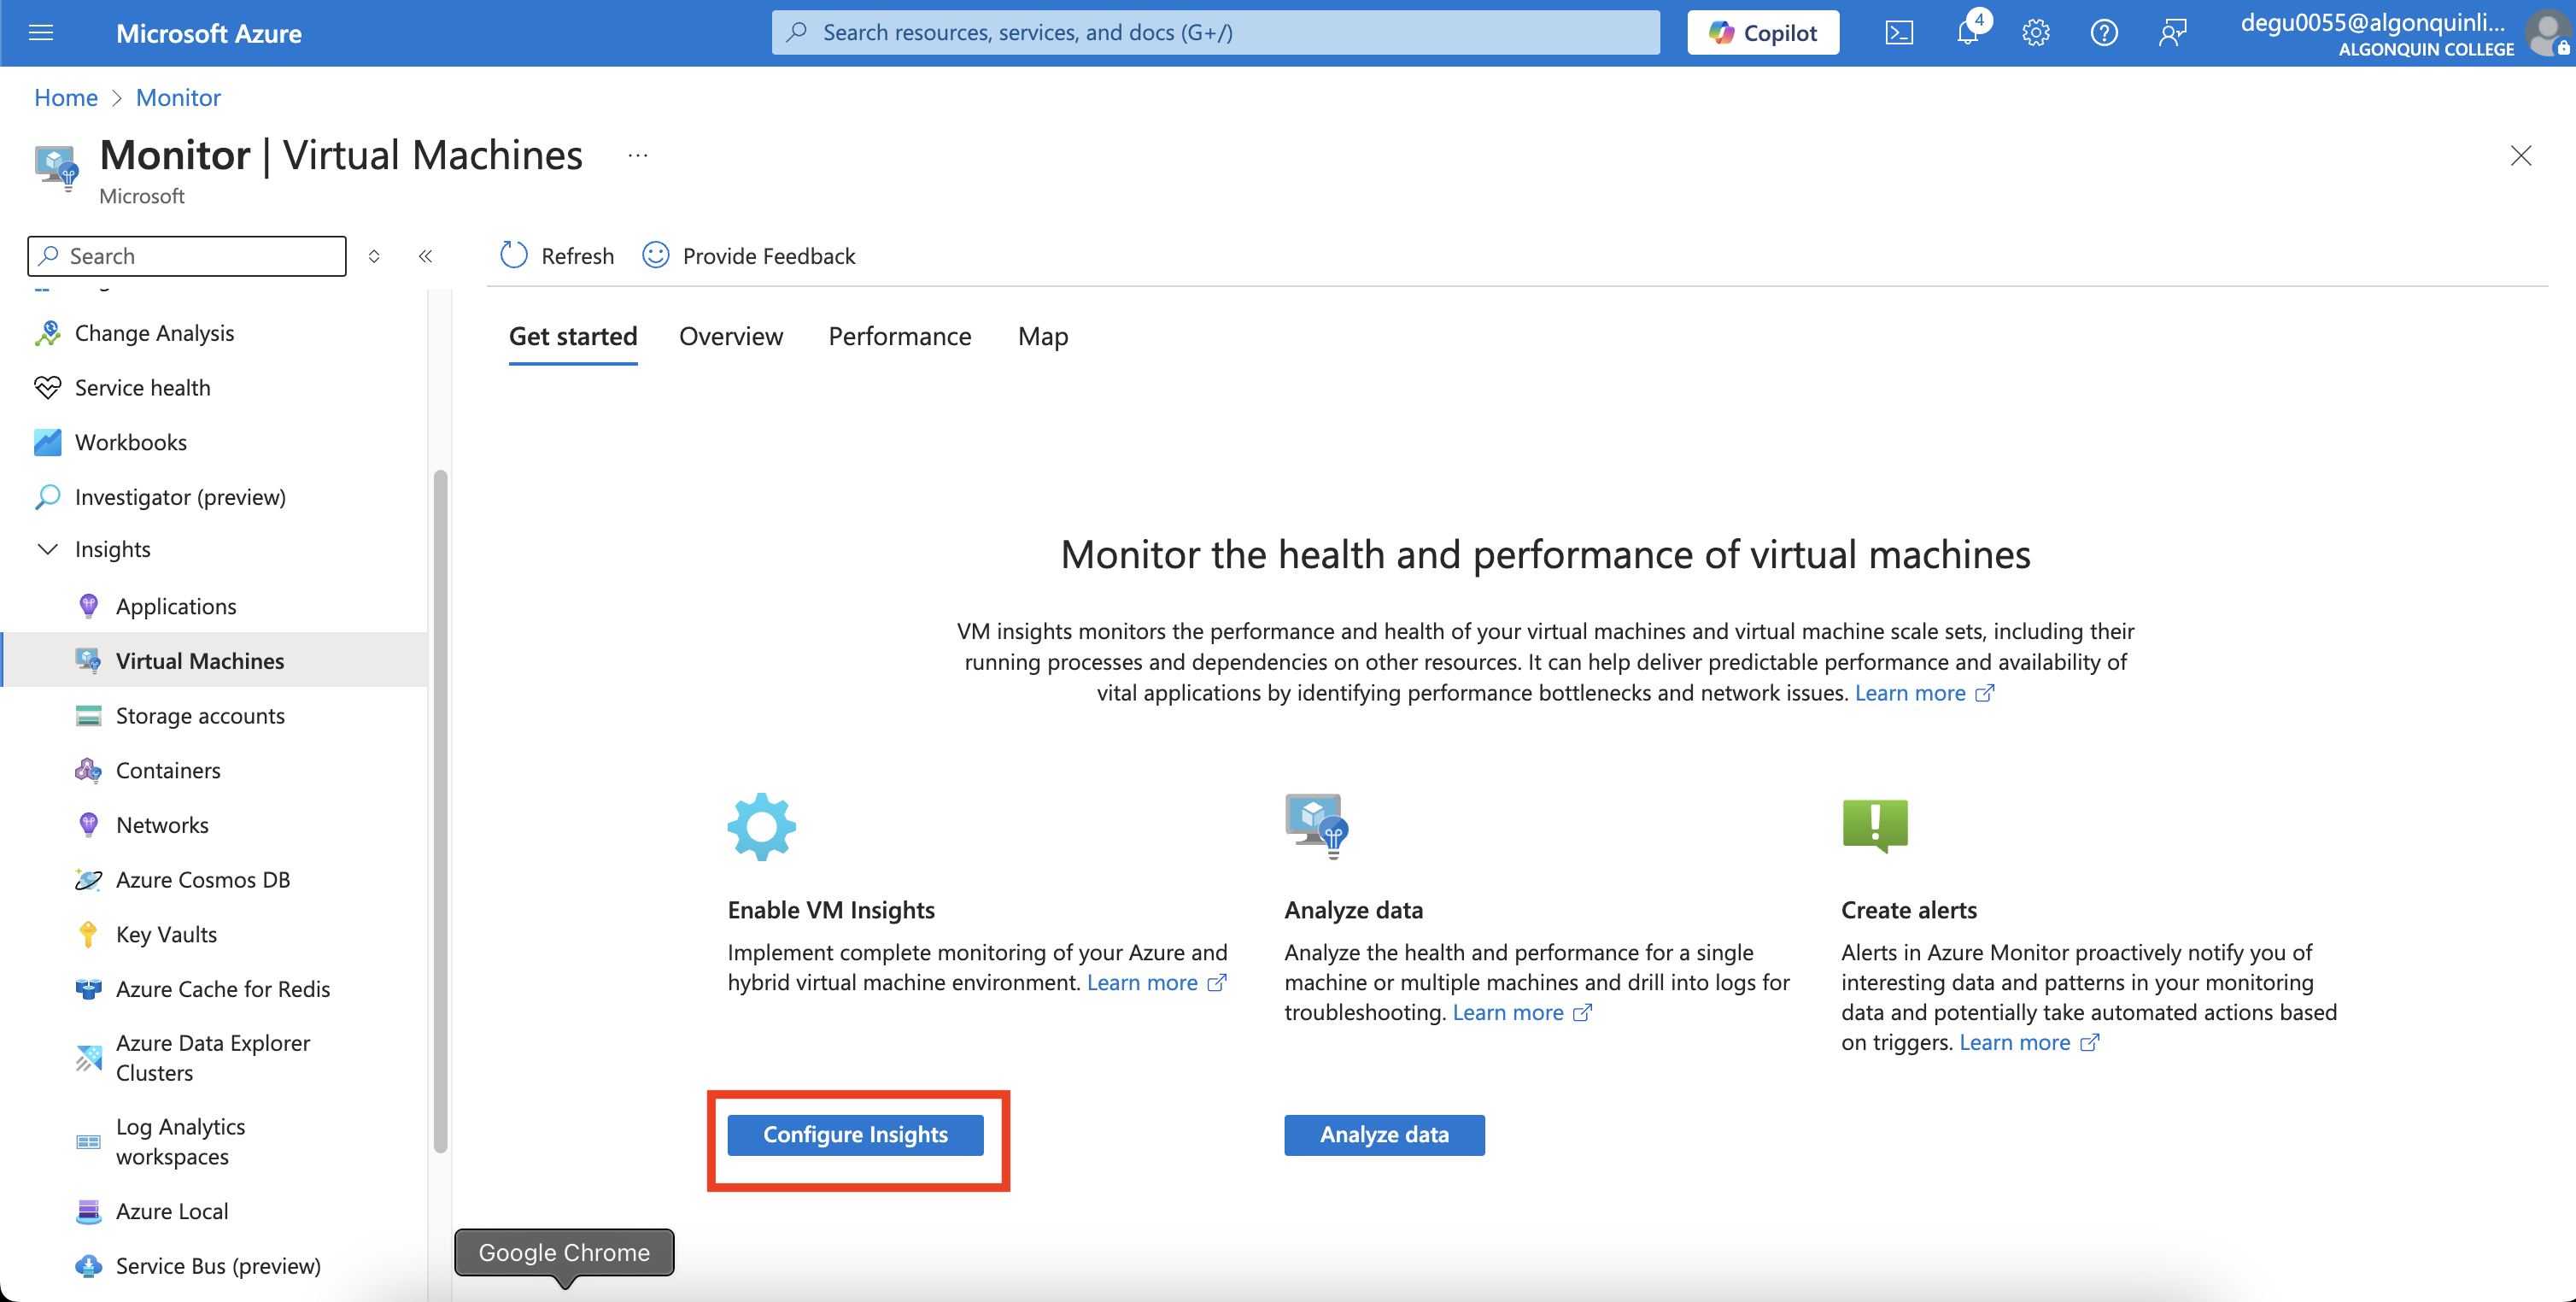 Microsoft Azure
Search resources, services, and docs (G+/)
Copilot
4
degu0055@algonquinli...
ALGONQUIN COLLEGE
Home > Monitor
Monitor | Virtual Machines ...
Microsoft
Search
Refresh
Provide Feedback
Change Analysis
Service health
Workbooks
Investigator (preview)
Insights
Applications
Virtual Machines
Storage accounts
Containers
Networks
Azure Cosmos DB
Key Vaults
Azure Cache for Redis
Azure Data Explorer
Clusters
Log Analytics
workspaces
Azure Local
Service Bus (preview)
Get started
Overview
Performance
Map
Monitor the health and performance of virtual machines
VM insights monitors the performance and health of your virtual machines and virtual machine scale sets, including their
running processes and dependencies on other resources. It can help deliver predictable performance and availability of
vital applications by identifying performance bottlenecks and network issues. Learn more
Enable VM Insights
Implement complete monitoring of your Azure and
hybrid virtual machine environment. Learn more
Configure Insights
Analyze data
Analyze the health and performance for a single
machine or multiple machines and drill into logs for
troubleshooting. Learn more
Analyze data
Create alerts
Alerts in Azure Monitor proactively notify you of
interesting data and patterns in your monitoring
data and potentially take automated actions based
on triggers. Learn more
Google Chrome